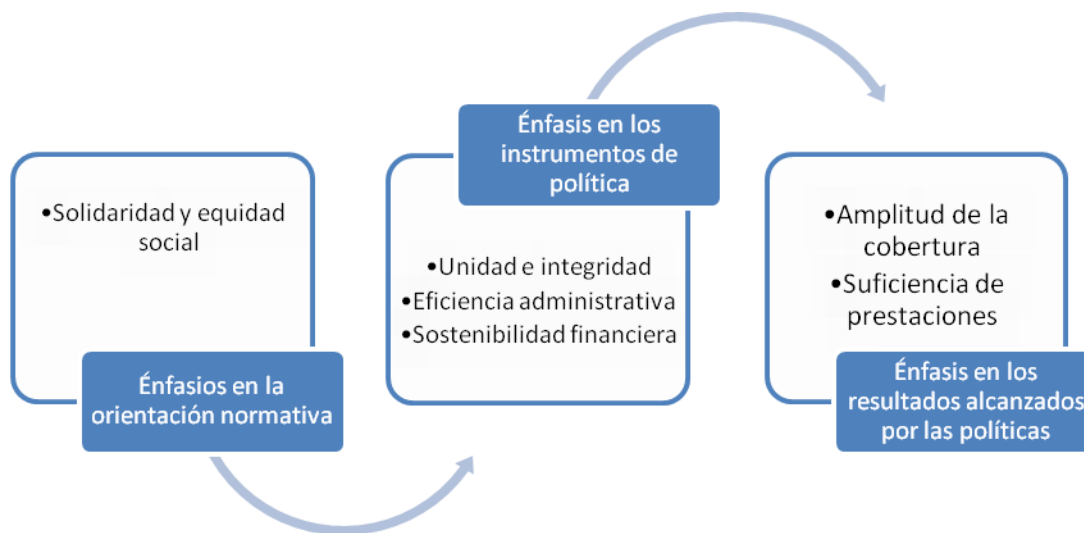 •Solidaridad y equidad
social
Énfasios en la
orientación normativa
Énfasis en los
instrumentos de
política
•Unidad e integridad
•Eficiencia administrativa
•Sostenibilidad financiera
•Amplitud de la
cobertura
•Suficiencia de
prestaciones
Énfasis en los
resultados alcanzados
por las políticas